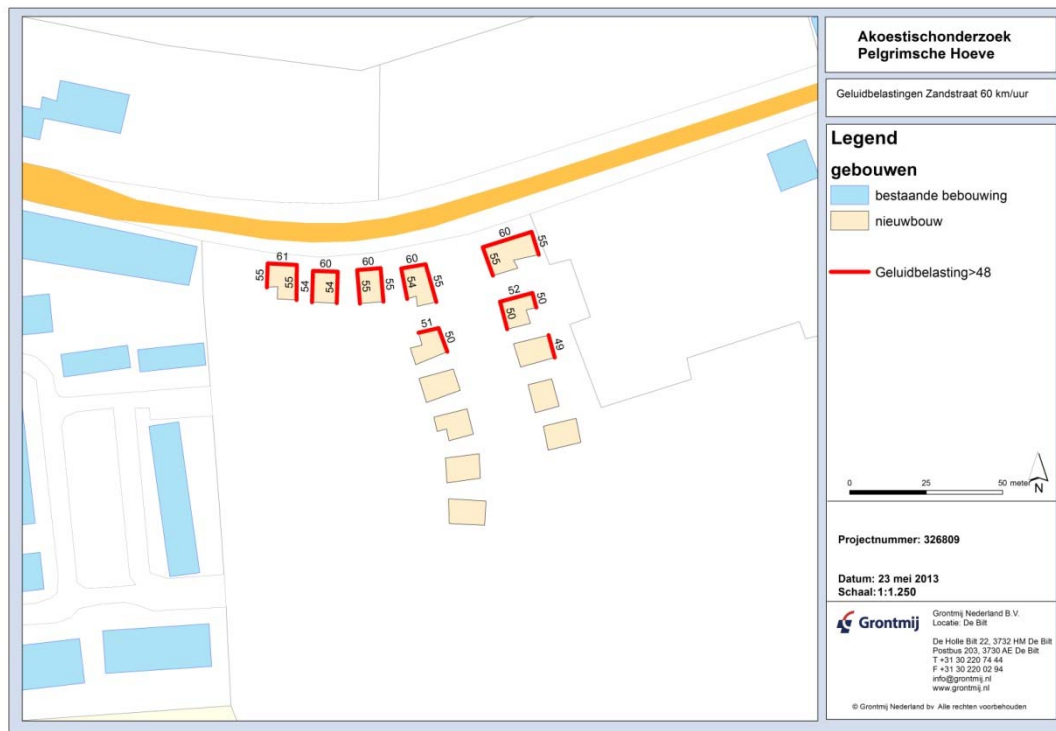 Akoestischonderzoek
Pelgrimsche Hoeve
Geluidbelastingen Zandstraat 60 km/uur
Legend
gebouwen
bestaande bebouwing
nieuwbouw
Geluidbelasting>48
0 25 50 meter
N
Projectnummer: 326809
Datum: 23 mei 2013
Schaal: 1:1.250
Grontmij
Grontmij Nederland B.V.
Locatie: De Bilt
De Holle Bilt 22, 3732 HM De Bilt
Postbus 203, 3730 AE De Bilt
T +31 30 220 74 44
F +31 30 220 02 94
info@grontmij.nl
www.grontmij.nl
© Grontmij Nederland bv Alle rechten voorbehouden
61
55
55
60
54
54
60
55
55
60
54
55
60
55
55
52
50
50
51
50
49